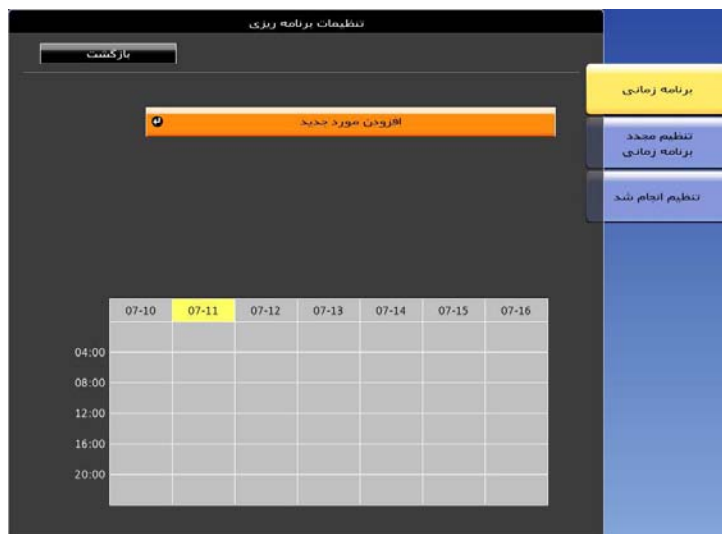 تنظیمات برنامه ریزی
بازگشت
برنامه زمانی
افزودن مورد جدید
تنظیم مجدد
برنامه زمانی
تنظیم انجام شد
07-10 07-11 07-12 07-13 07-14 07-15 07-16
04:00
08:00
12:00
16:00
20:00